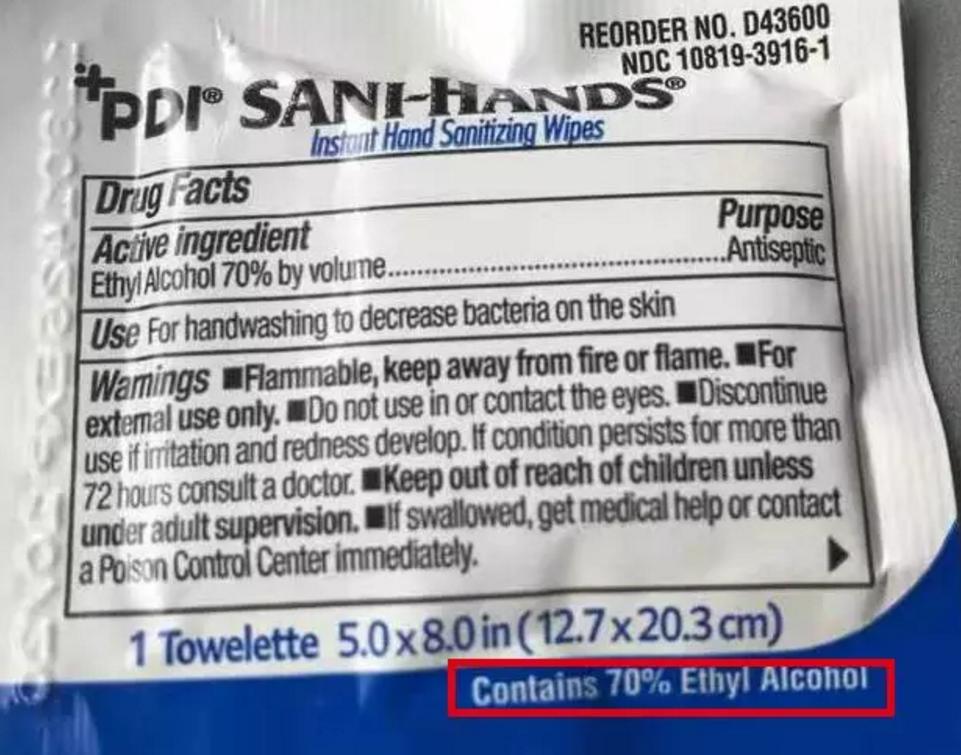 REORDER NO. D43600
NDC 10819-3916-1
PDI® SANI-HANDS®
Instant Hand Sanitizing Wipes
Drug Facts
Active ingredient Purpose
Ethyl Alcohol 70% by volume..........................................Antiseptic
Use For handwashing to decrease bacteria on the skin
Warnings ■Flammable, keep away from fire or flame. ■For
external use only. ■Do not use in or contact the eyes. ■Discontinue
use if irritation and redness develop. If condition persists for more than
72 hours consult a doctor. ■Keep out of reach of children unless
under adult supervision. ■If swallowed, get medical help or contact
a Poison Control Center immediately.
1 Towelette 5.0 x 8.0 in (12.7 x 20.3 cm)
Contains 70% Ethyl Alcohol